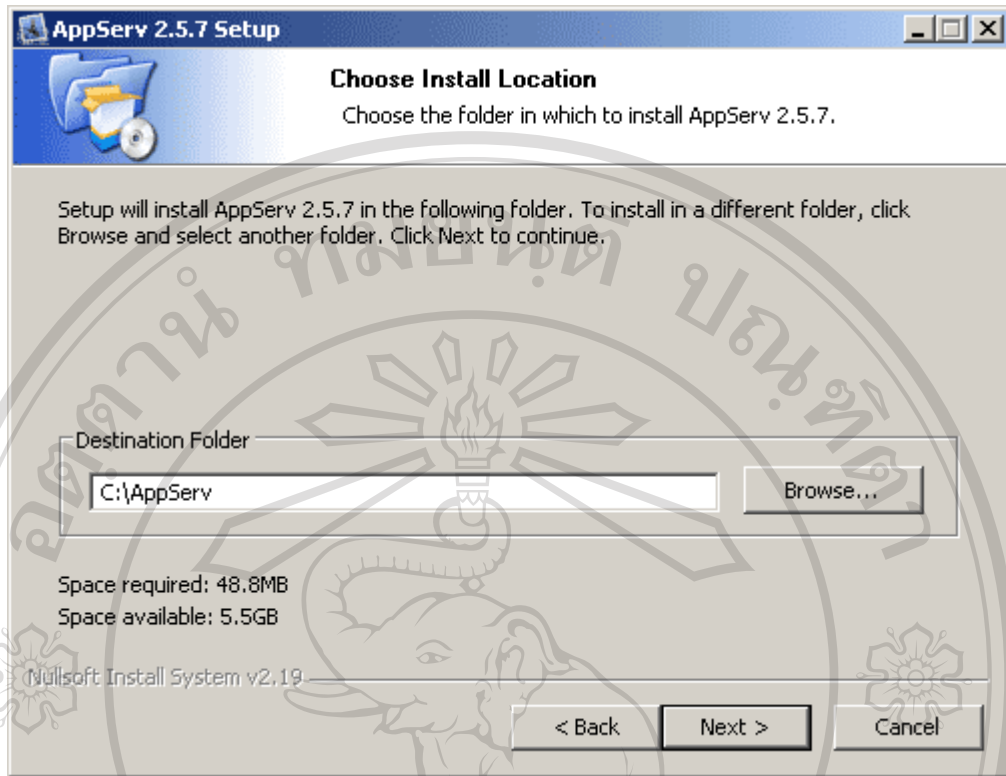 AppServ 2.5.7 Setup
Choose Install Location
Choose the folder in which to install AppServ 2.5.7.
Setup will install AppServ 2.5.7 in the following folder. To install in a different folder, click
Browse and select another folder. Click Next to continue.
Destination Folder
C:\AppServ
Browse...
Space required: 48.8MB
Space available: 5.5GB
Nullsoft Install System v2.19
< Back
Next >
Cancel